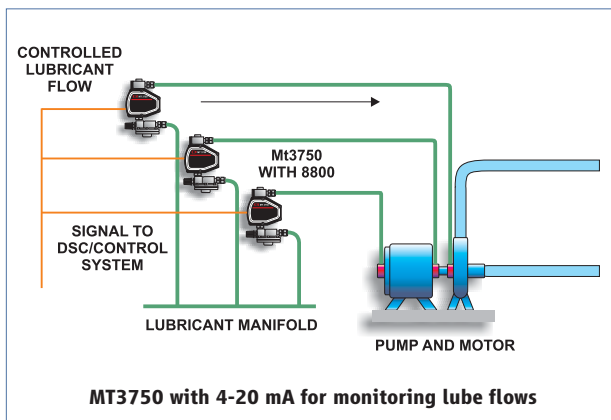 CONTROLLED
LUBRICANT
FLOW
Mt3750
WITH 8800
SIGNAL TO
DSC/CONTROL
SYSTEM
LUBRICANT MANIFOLD
PUMP AND MOTOR
MT3750 with 4-20 mA for monitoring lube flows